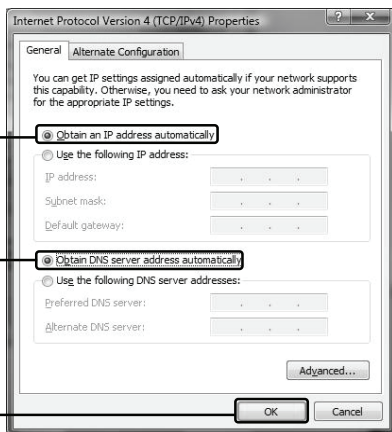 Internet Protocol Version 4 (TCP/IPv4) Properties
General Alternate Configuration
You can get IP settings assigned automatically if your network supports
this capability. Otherwise, you need to ask your network administrator
for the appropriate IP settings.
Obtain an IP address automatically
Use the following IP address:
IP address:
Subnet mask:
Default gateway:
Obtain DNS server address automatically
Use the following DNS server addresses:
Preferred DNS server:
Alternate DNS server:
Advanced...
OK Cancel